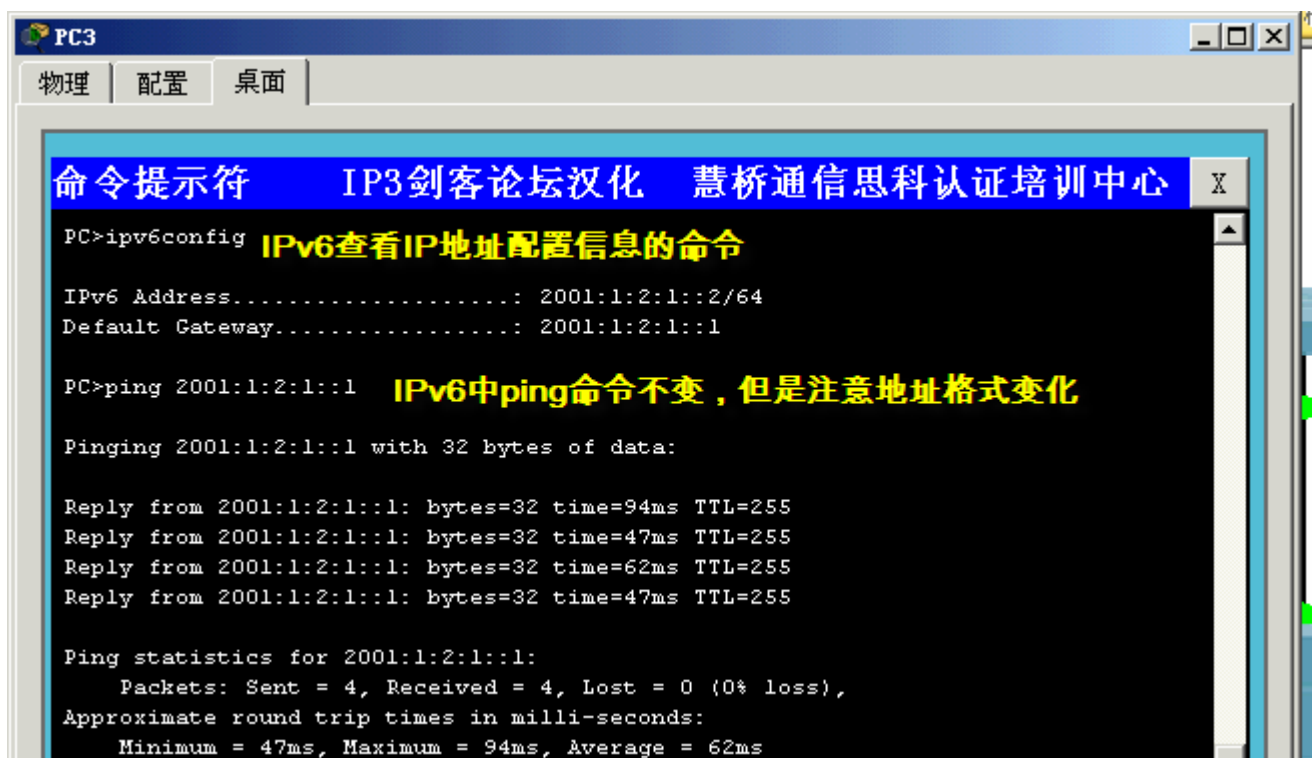 PC3
物理 配置 桌面
命令提示符 IP3剑客论坛汉化 慧桥通信思科认证培训中心 X
PC>ipv6config IPv6查看IP地址配置信息的命令
IPv6 Address.....................: 2001:1:2:1::2/64
Default Gateway..................: 2001:1:2:1::1
PC>ping 2001:1:2:1::1 IPv6中ping命令不变，但是注意地址格式变化
Pinging 2001:1:2:1::1 with 32 bytes of data:
Reply from 2001:1:2:1::1: bytes=32 time=94ms TTL=255
Reply from 2001:1:2:1::1: bytes=32 time=47ms TTL=255
Reply from 2001:1:2:1::1: bytes=32 time=62ms TTL=255
Reply from 2001:1:2:1::1: bytes=32 time=47ms TTL=255
Ping statistics for 2001:1:2:1::1:
Packets: Sent = 4, Received = 4, Lost = 0 (0% loss),
Approximate round trip times in milli-seconds:
Minimum = 47ms, Maximum = 94ms, Average = 62ms